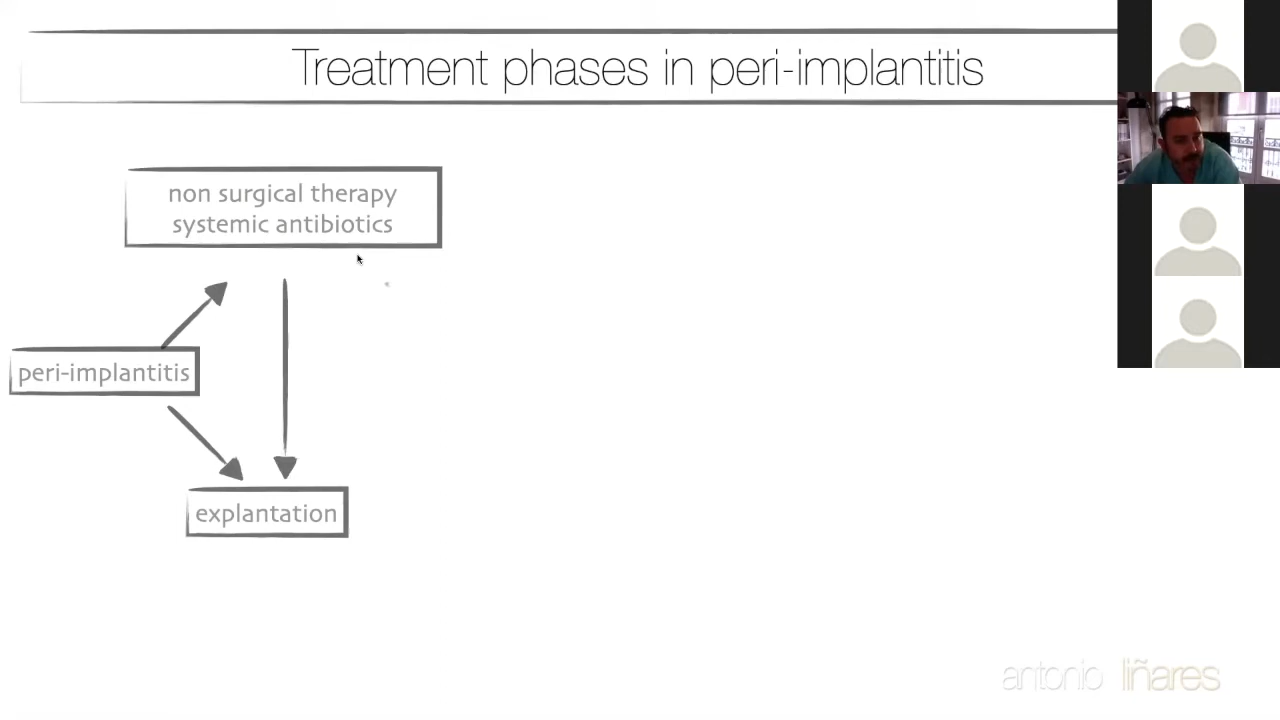 Treatment phases in peri-implantitis
non surgical therapy
systemic antibiotics
peri-implantitis
explantation
antonio liñares